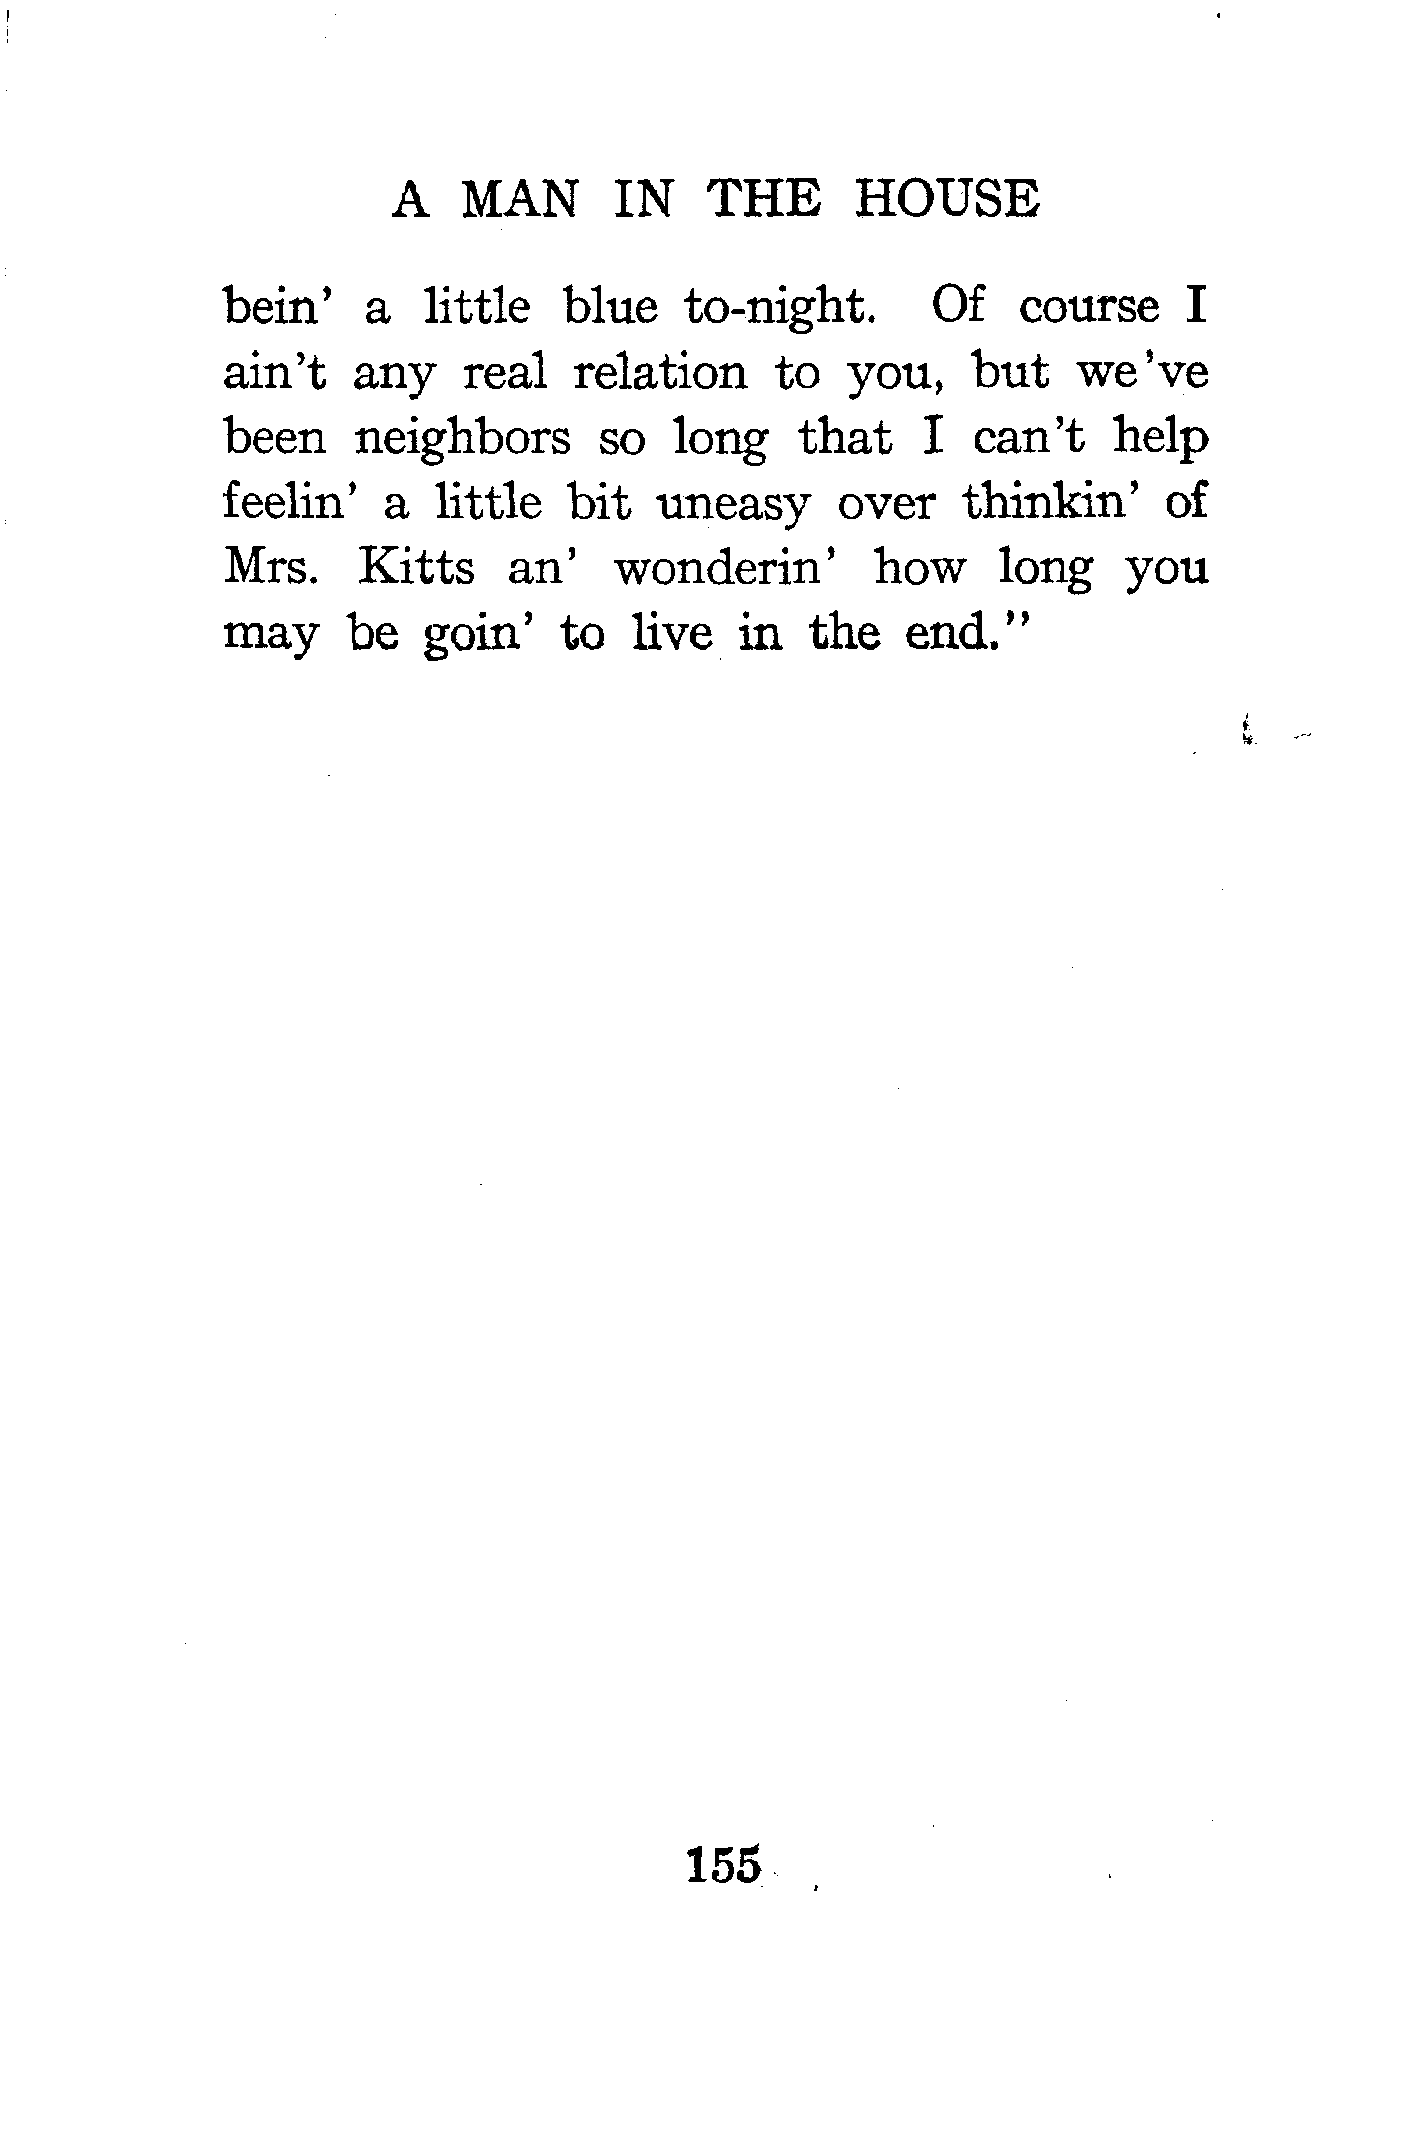 A MAN IN THE HOUSE
bein' a little blue to-night. Of course I
ain't any real relation to you, but we've
been neighbors so long that I can't help
feelin' a little bit uneasy over thinkin' of
Mrs. Kitts an' wonderin' how long you
may be goin' to live in the end."
155